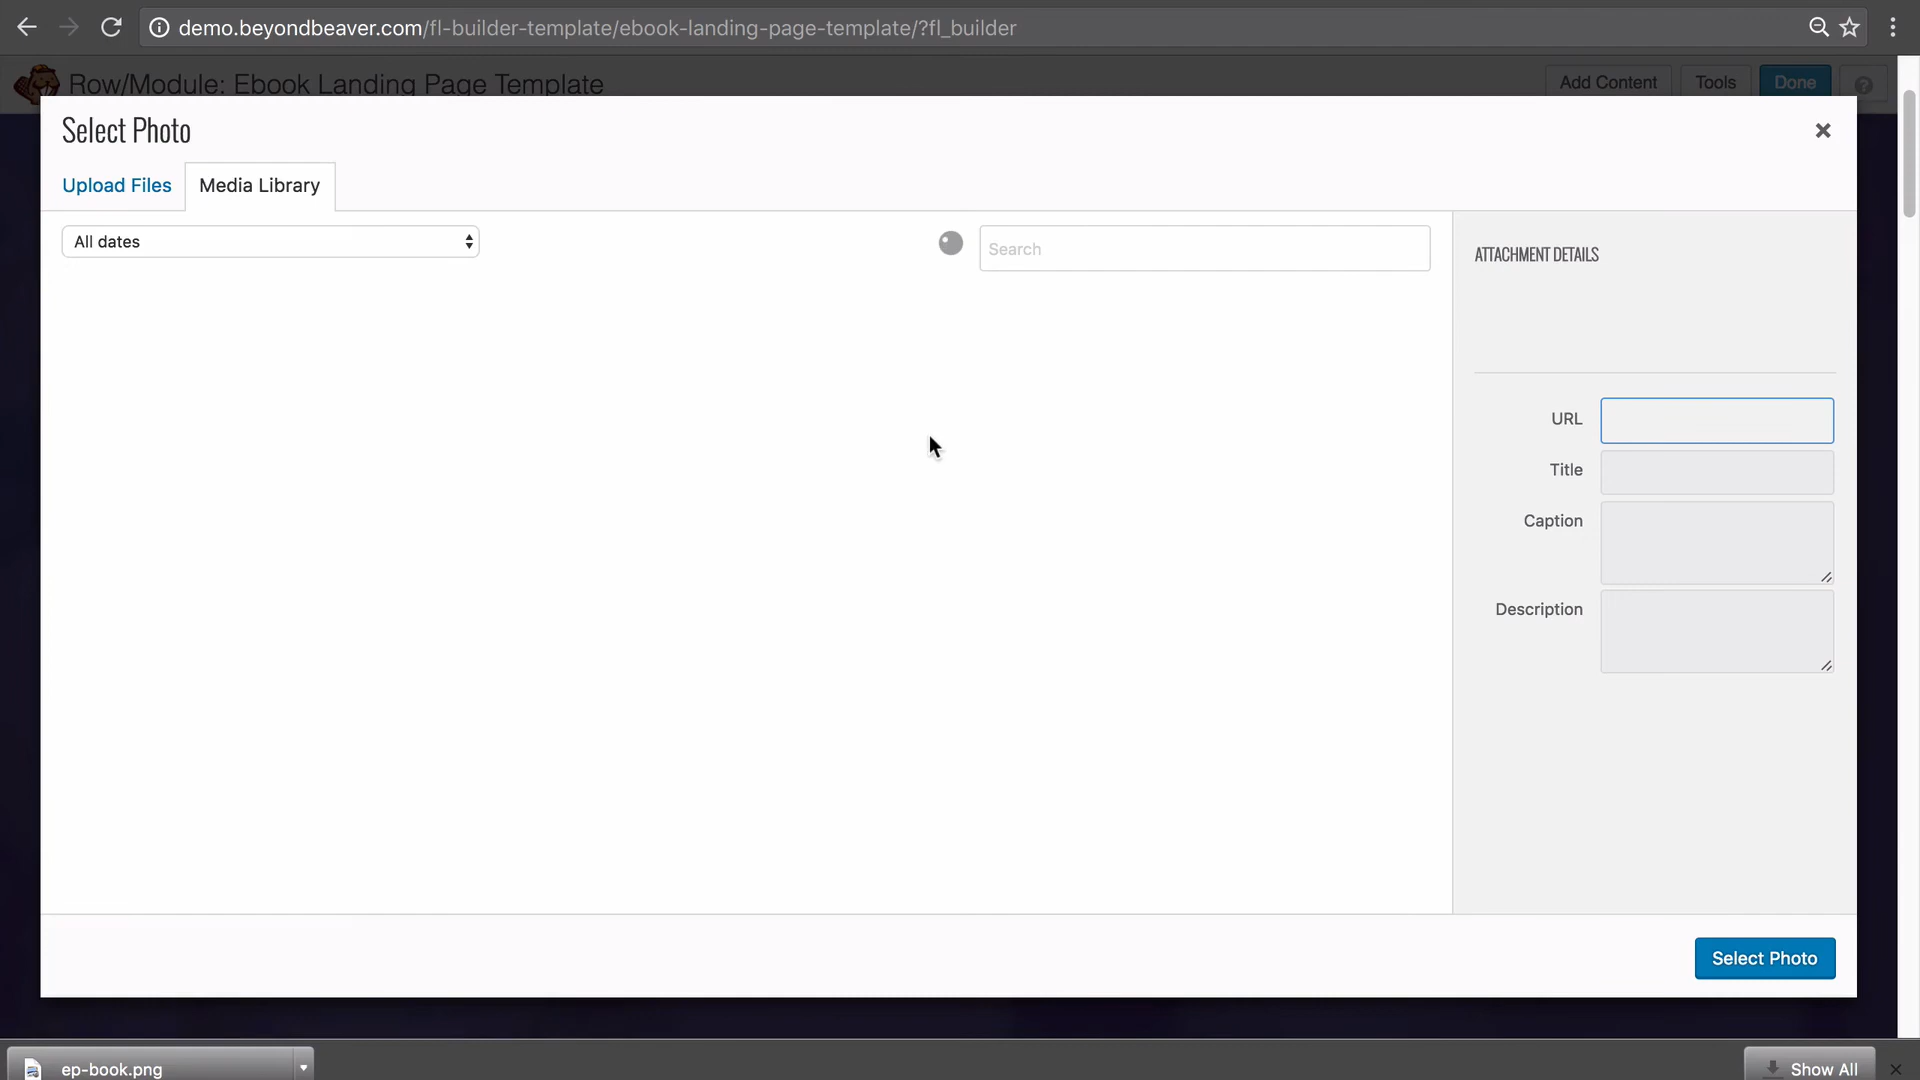 demo.beyondbeaver.com/fl-builder-template/ebook-landing-page-template/?fl_builder
Row/Module: Ebook Landing Page Template
Add Content
Tools
Done
?
Select Photo
Upload Files
Media Library
All dates
Search
ATTACHMENT DETAILS
URL
Title
Caption
Description
Select Photo
ep-book.png
Show All